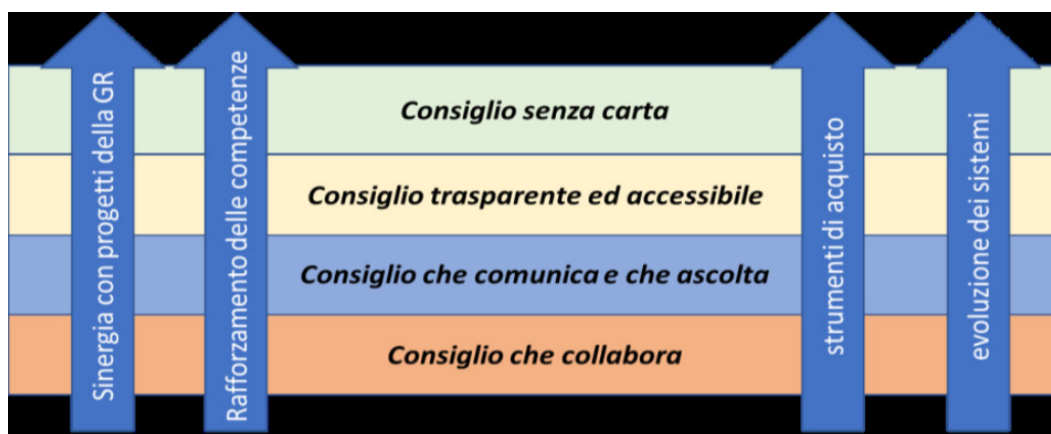 Sinergia con progetti della GR
Rafforzamento delle competenze
Consiglio senza carta
Consiglio trasparente ed accessibile
Consiglio che comunica e che ascolta
Consiglio che collabora
strumenti di acquisto
evoluzione dei sistemi